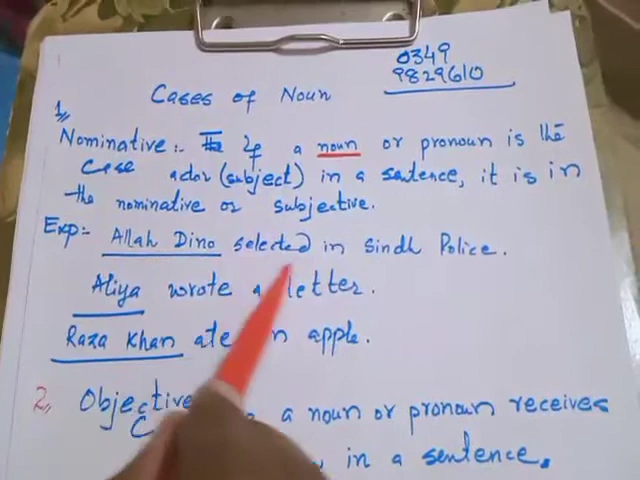 0349
9829610
Cases of Noun
1,,
Nominative:- If a noun or pronoun is the
Case actor (subject) in a sentence, it is in
the nominative or subjective.
Exp:- Allah Dino selected in Sindh Police.
Aliya wrote a letter.
Raza Khan ate an apple.
2,, Objective a noun or pronoun receives
in a sentence.